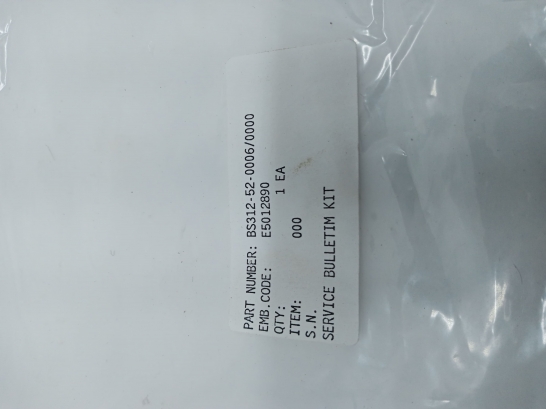 PART NUMBER: BS312-52-0006/0000
EMB.CODE: E5012890
QTY: 1 EA
ITEM: 000
S.N.
SERVICE BULLETIM KIT